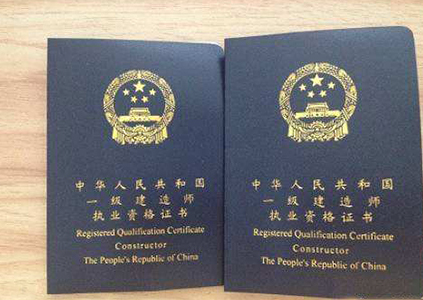 中华人民共和国
一级建造师
执业资格证书
Registered Qualification Certificate
Constructor
The People's Republic of China
中华人民共和国
一级建造师
执业资格证书
Registered Qualification Certificate
Constructor
The People's Republic of China